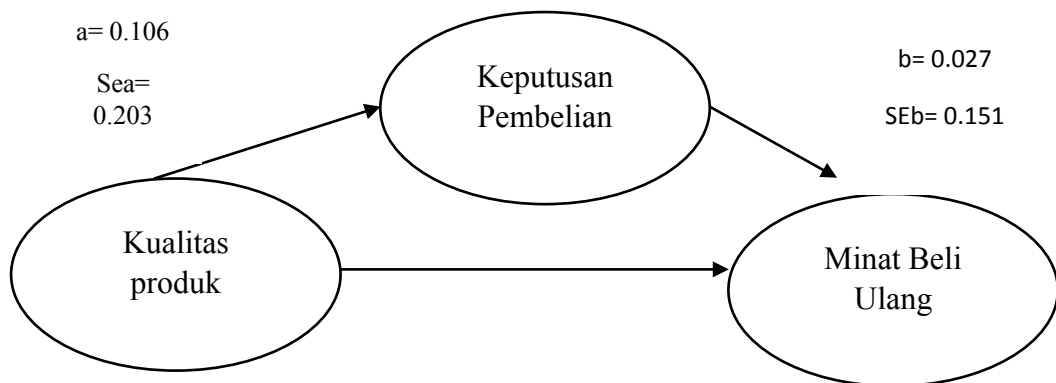 a= 0.106
Sea=
0.203
Keputusan
Pembelian
b= 0.027
SEb= 0.151
Kualitas
produk
Minat Beli
Ulang